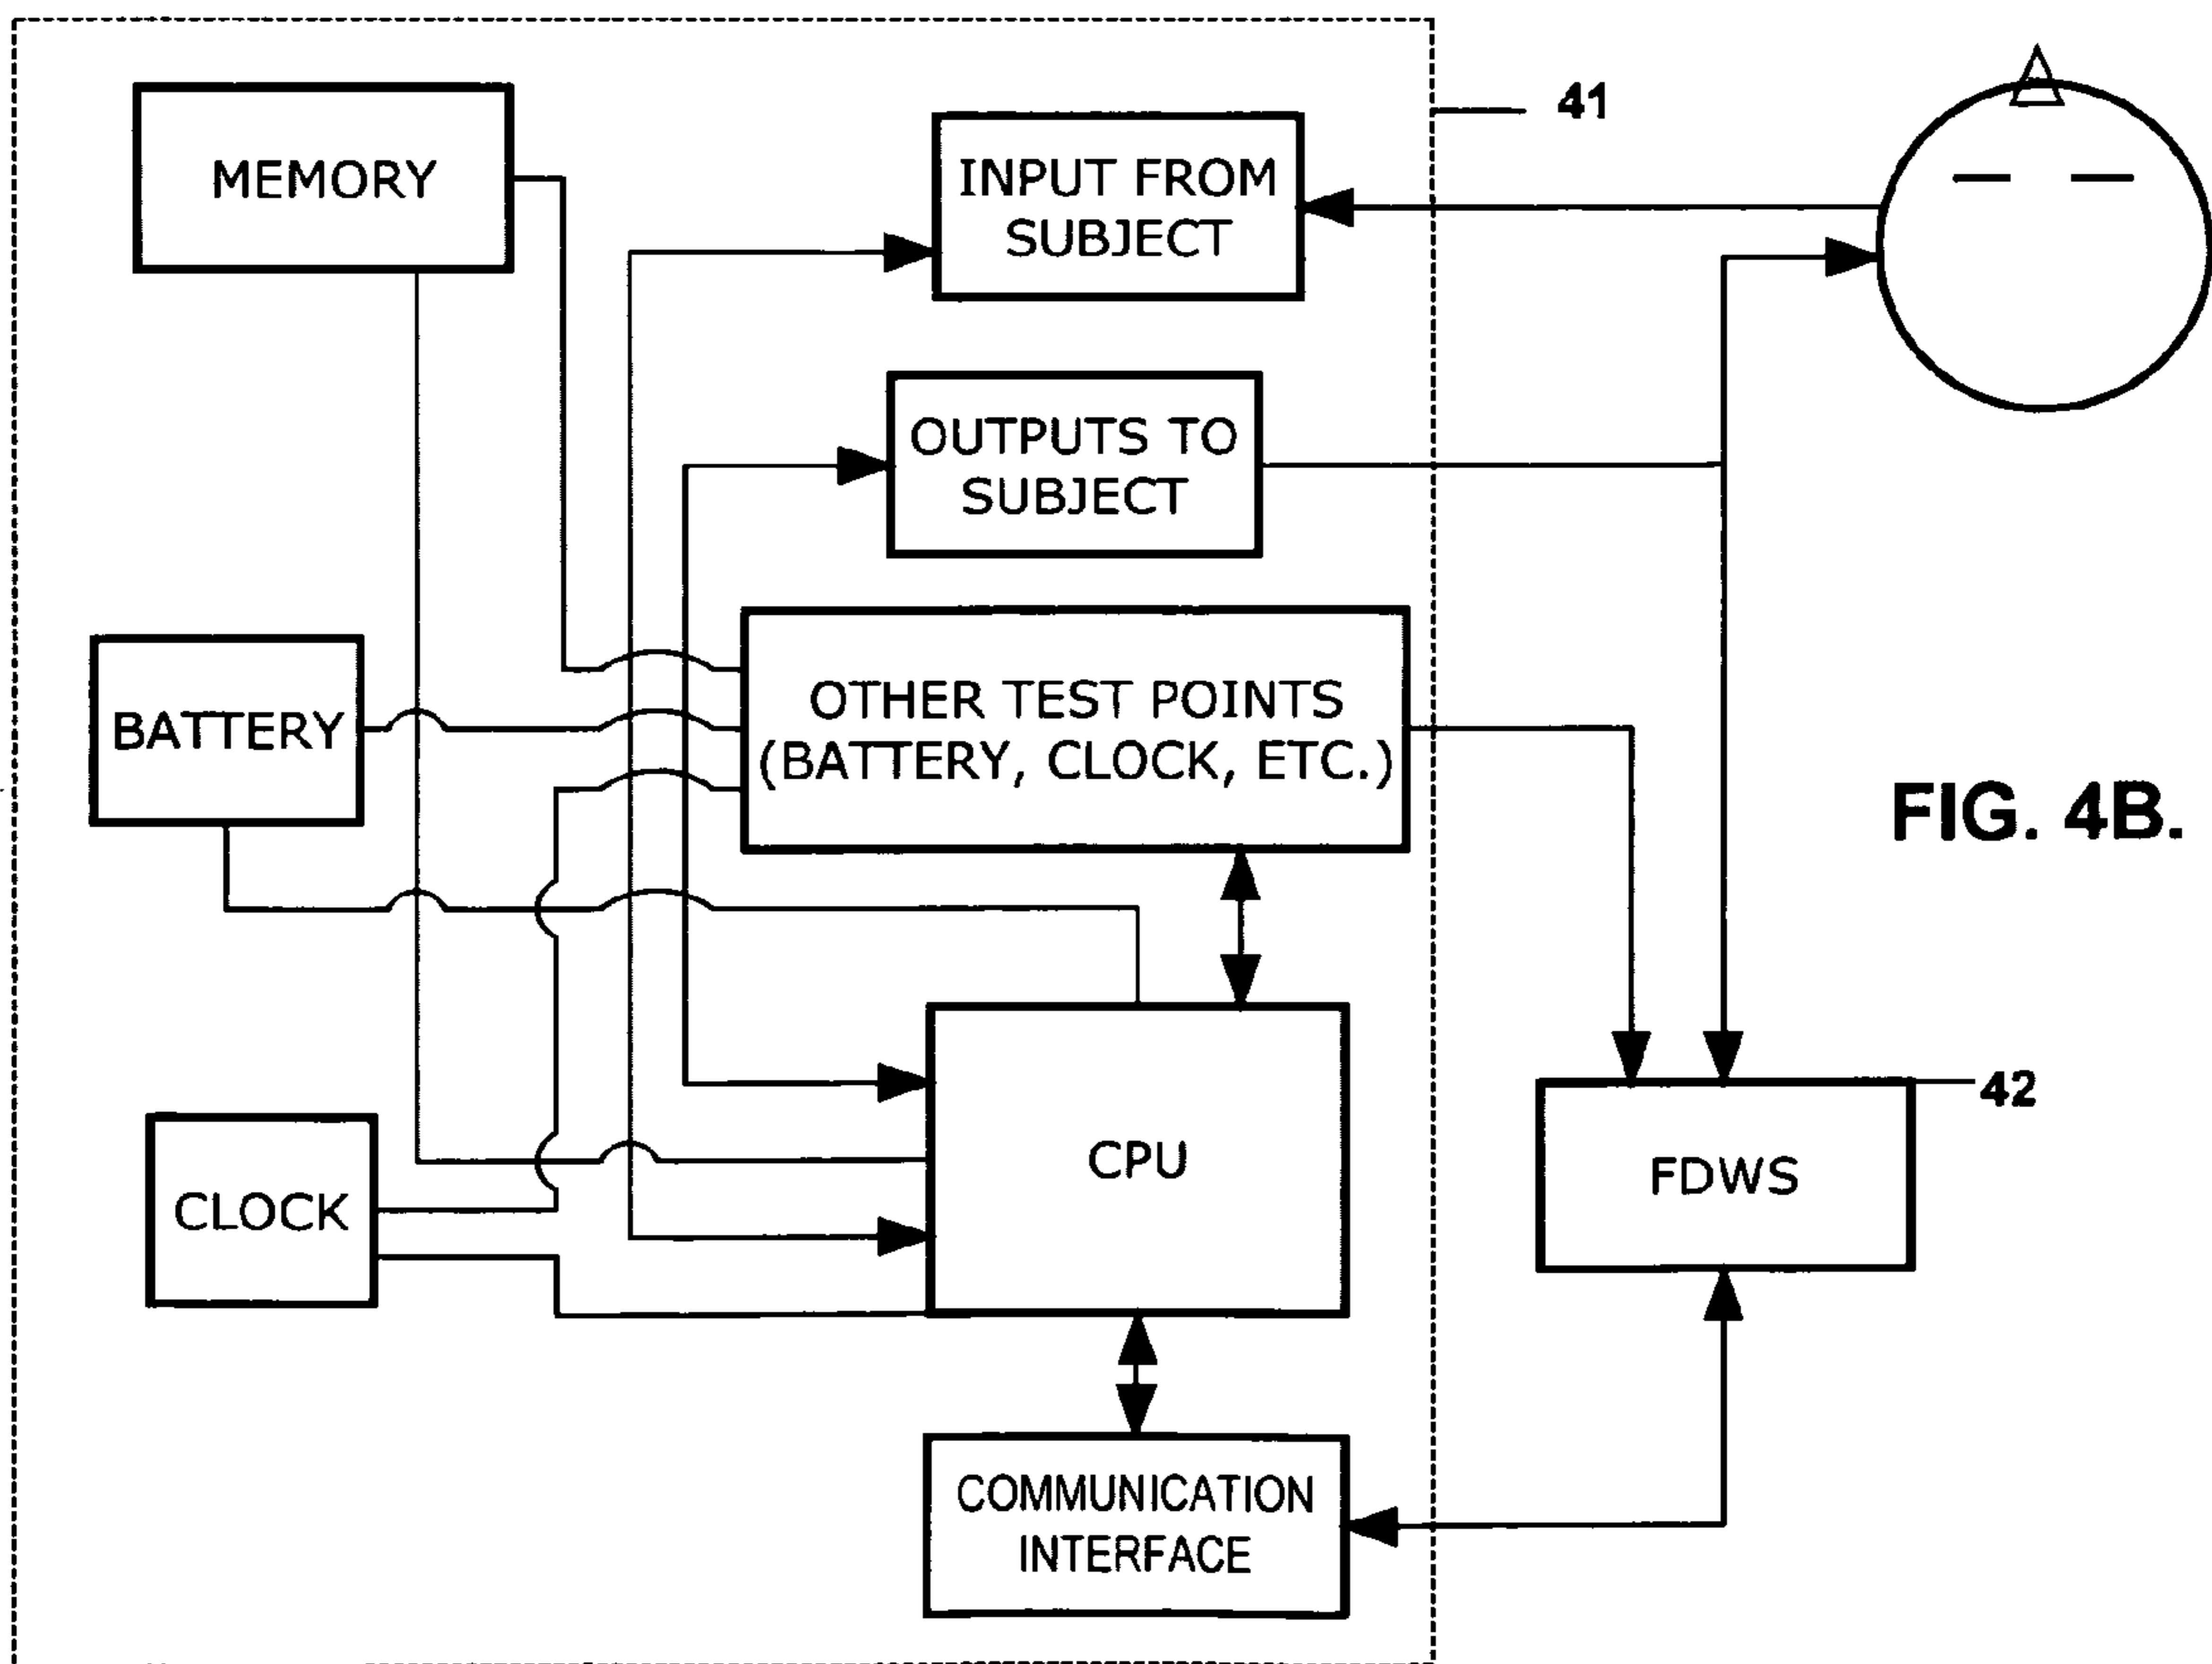 41
MEMORY
INPUT FROM
SUBJECT
OUTPUTS TO
SUBJECT
BATTERY
OTHER TEST POINTS
(BATTERY, CLOCK, ETC.)
FIG. 4B.
42
CLOCK
CPU
FDWS
COMMUNICATION
INTERFACE